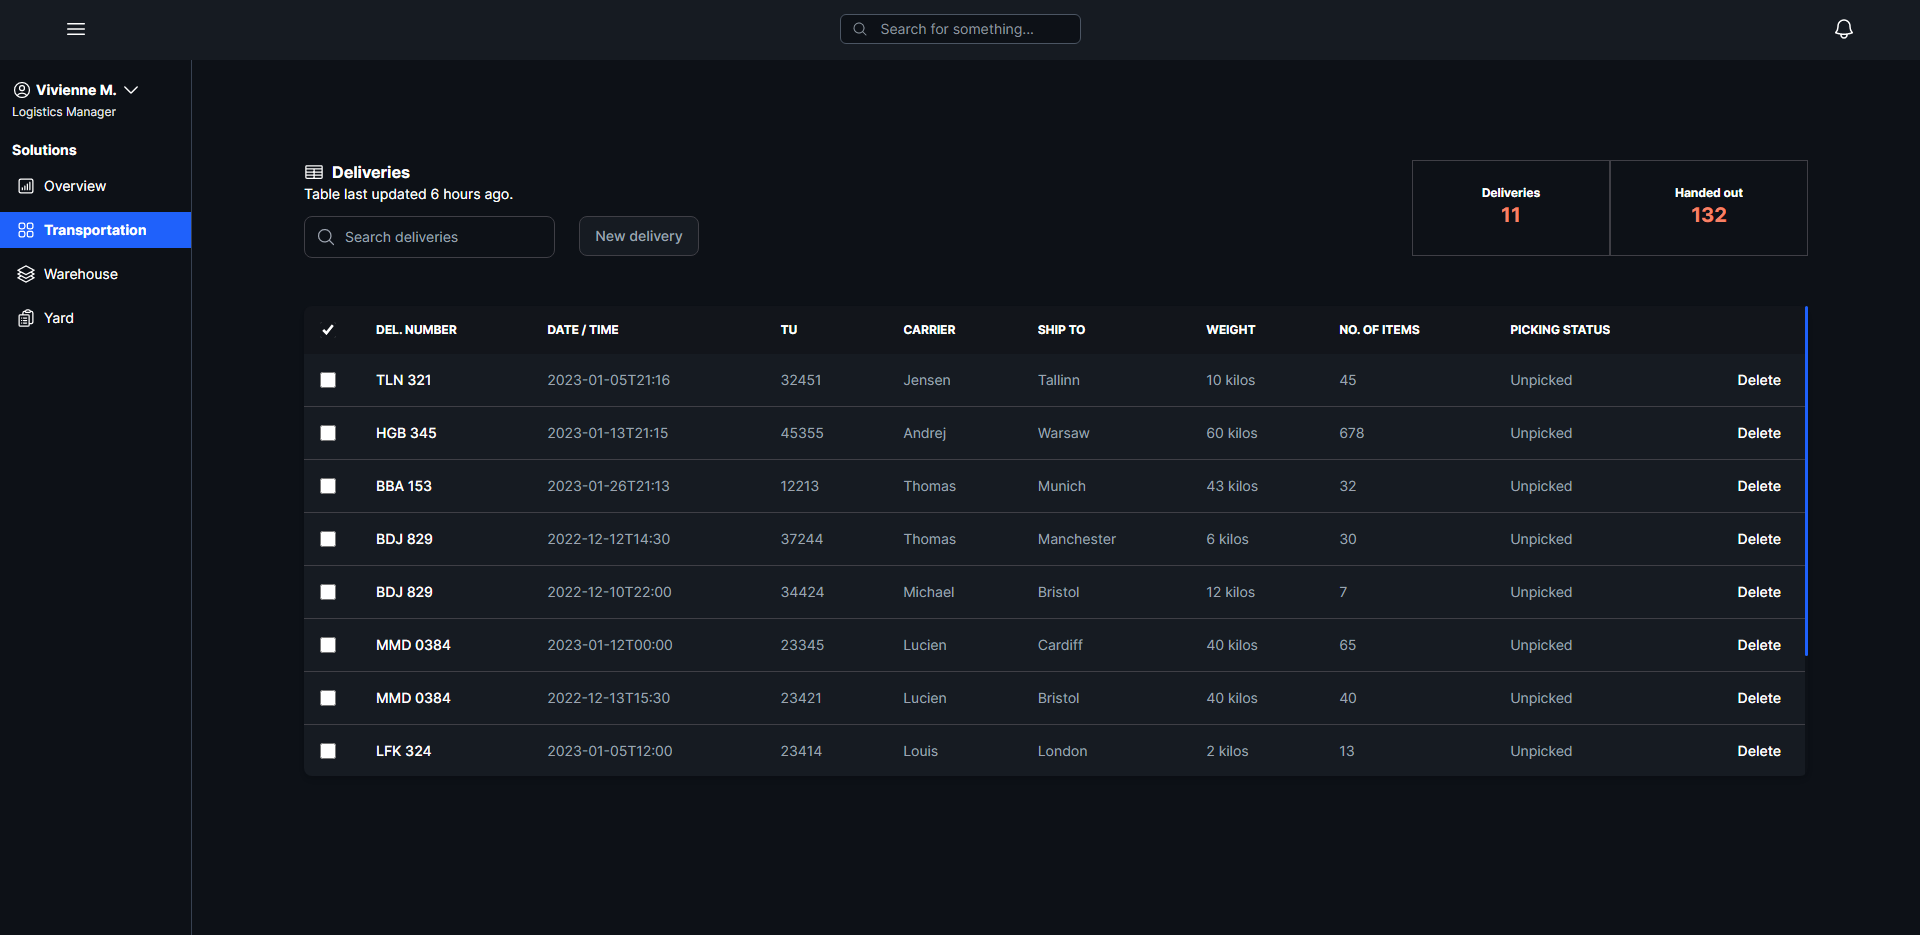 Search for something...
Vivienne M.
Logistics Manager
Solutions
Overview
Transportation
Warehouse
Yard
Deliveries
Table last updated 6 hours ago.
Search deliveries
New delivery
Deliveries
11
Handed out
132
DEL. NUMBER DATE / TIME TU CARRIER SHIP TO WEIGHT NO. OF ITEMS PICKING STATUS
TLN 321 2023-01-05T21:16 32451 Jensen Tallinn 10 kilos 45 Unpicked Delete
HGB 345 2023-01-13T21:15 45355 Andrej Warsaw 60 kilos 678 Unpicked Delete
BBA 153 2023-01-26T21:13 12213 Thomas Munich 43 kilos 32 Unpicked Delete
BDJ 829 2022-12-12T14:30 37244 Thomas Manchester 6 kilos 30 Unpicked Delete
BDJ 829 2022-12-10T22:00 34424 Michael Bristol 12 kilos 7 Unpicked Delete
MMD 0384 2023-01-12T00:00 23345 Lucien Cardiff 40 kilos 65 Unpicked Delete
MMD 0384 2022-12-13T15:30 23421 Lucien Bristol 40 kilos 40 Unpicked Delete
LFK 324 2023-01-05T12:00 23414 Louis London 2 kilos 13 Unpicked Delete